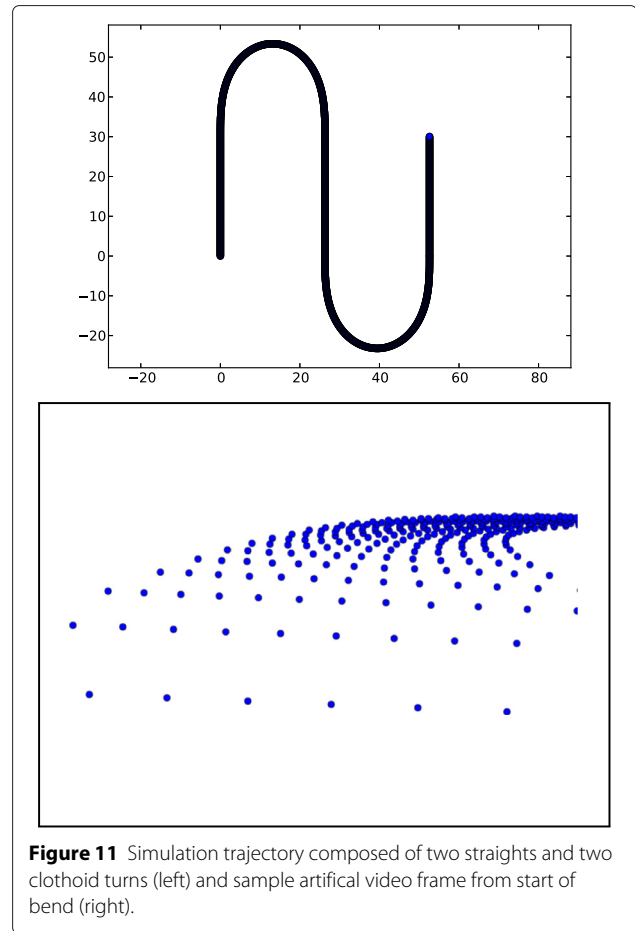 50
40
30
20
10
0
−10
−20
−20 0 20 40 60 80
Figure 11 Simulation trajectory composed of two straights and two
clothoid turns (left) and sample artifical video frame from start of
bend (right).